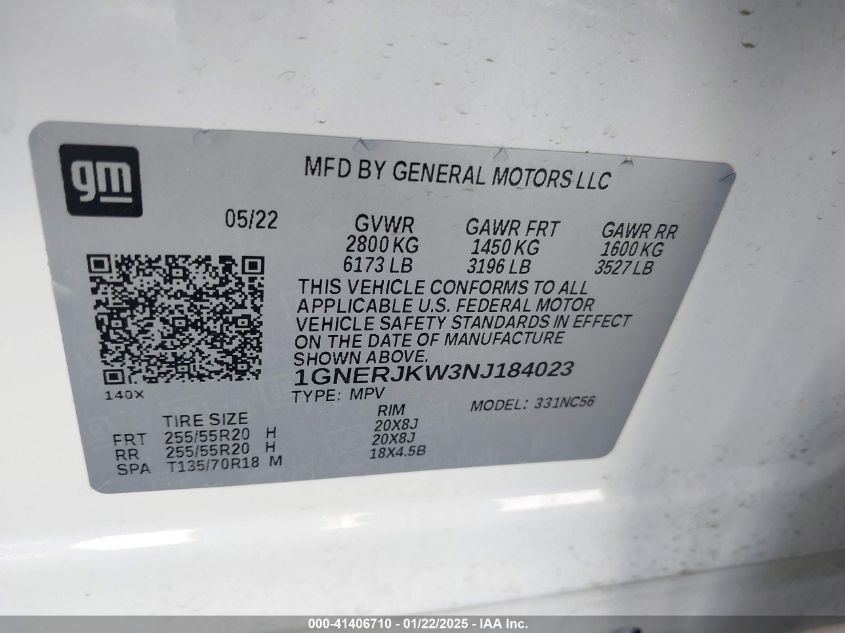 gm
MFD BY GENERAL MOTORS LLC
05/22 GVWR GAWR FRT GAWR RR
2800 KG 1450 KG 1600 KG
6173 LB 3196 LB 3527 LB
THIS VEHICLE CONFORMS TO ALL
APPLICABLE U.S. FEDERAL MOTOR
VEHICLE SAFETY STANDARDS IN EFFECT
ON THE DATE OF MANUFACTURE
SHOWN ABOVE.
1GNERJKW3NJ184023
140X
TYPE: MPV MODEL: 331NC56
TIRE SIZE RIM
FRT 255/55R20 H 20X8J
RR 255/55R20 H 20X8J
SPA T135/70R18 M 18X4.5B
000-41406710 - 01/22/2025 - IAA Inc.